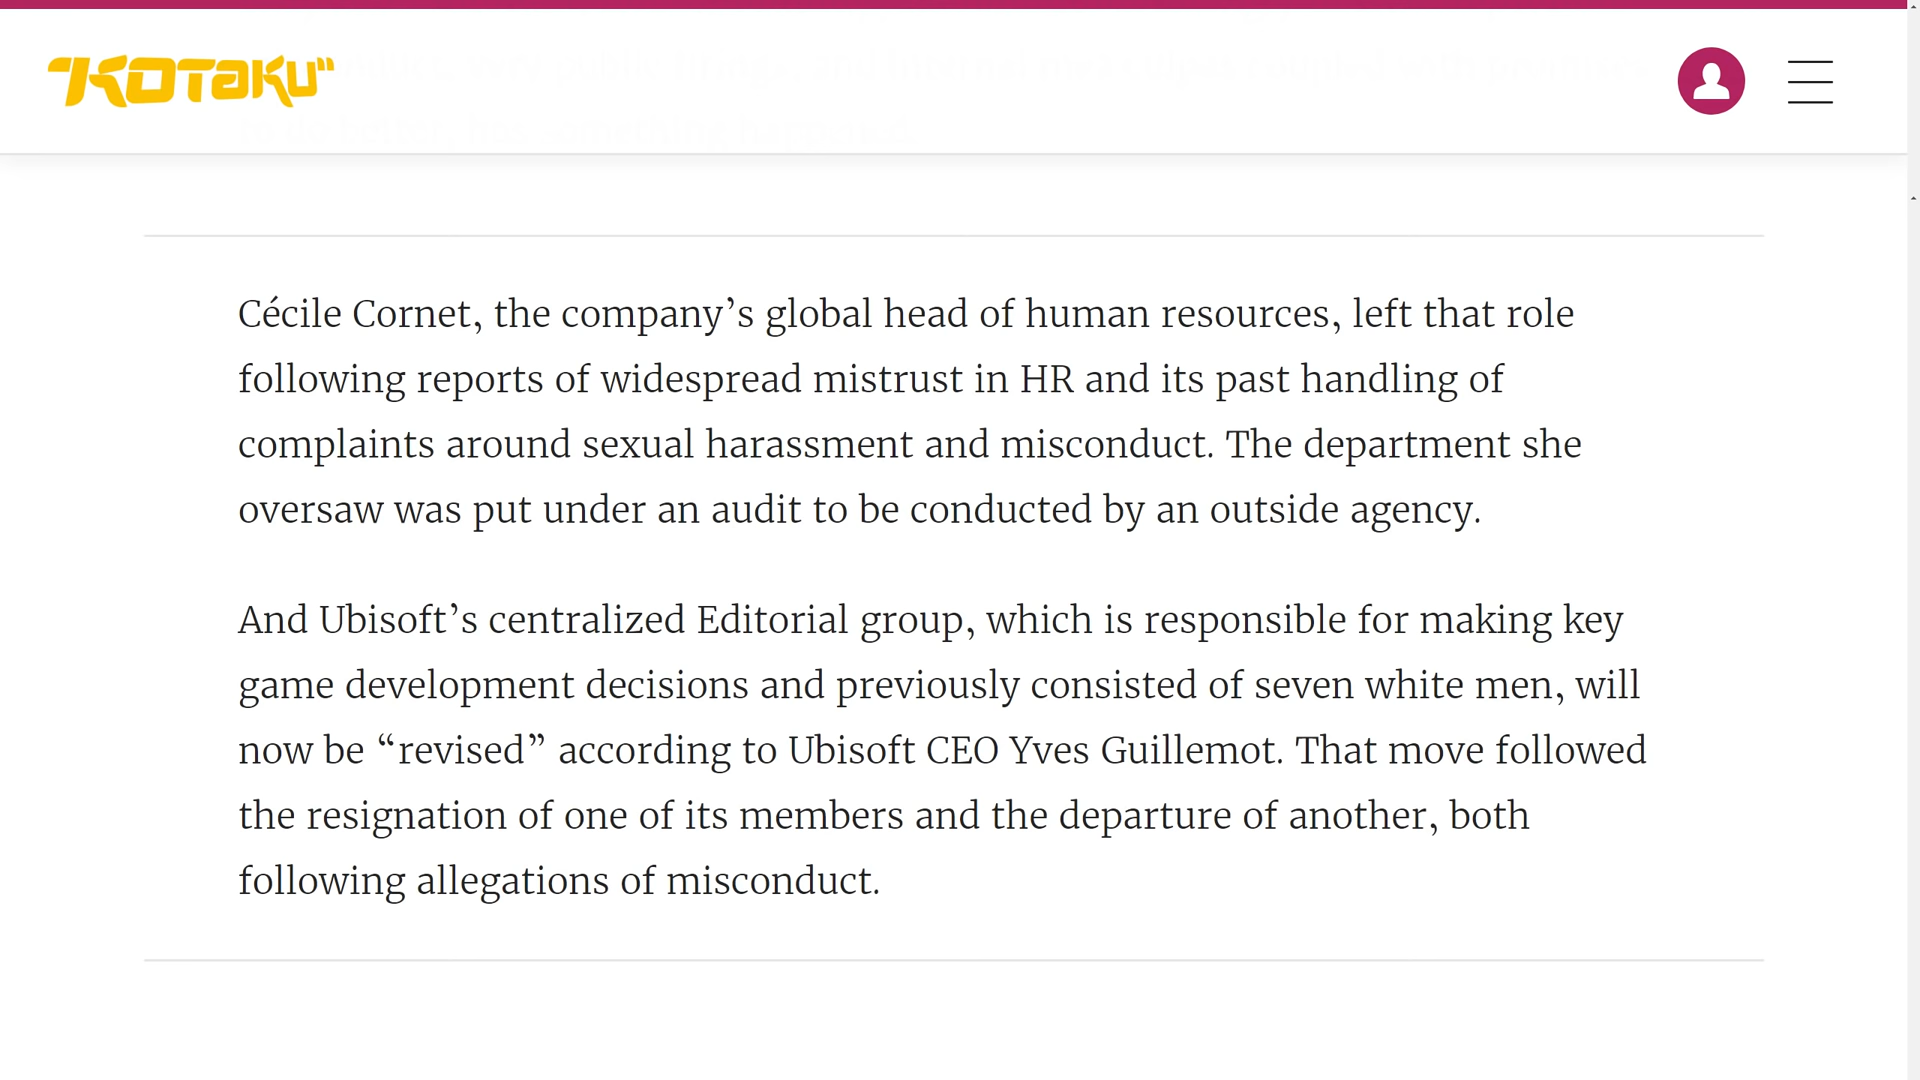 KOTAKU
Cécile Cornet, the company’s global head of human resources, left that role
following reports of widespread mistrust in HR and its past handling of
complaints around sexual harassment and misconduct. The department she
oversaw was put under an audit to be conducted by an outside agency.
And Ubisoft’s centralized Editorial group, which is responsible for making key
game development decisions and previously consisted of seven white men, will
now be “revised” according to Ubisoft CEO Yves Guillemot. That move followed
the resignation of one of its members and the departure of another, both
following allegations of misconduct.